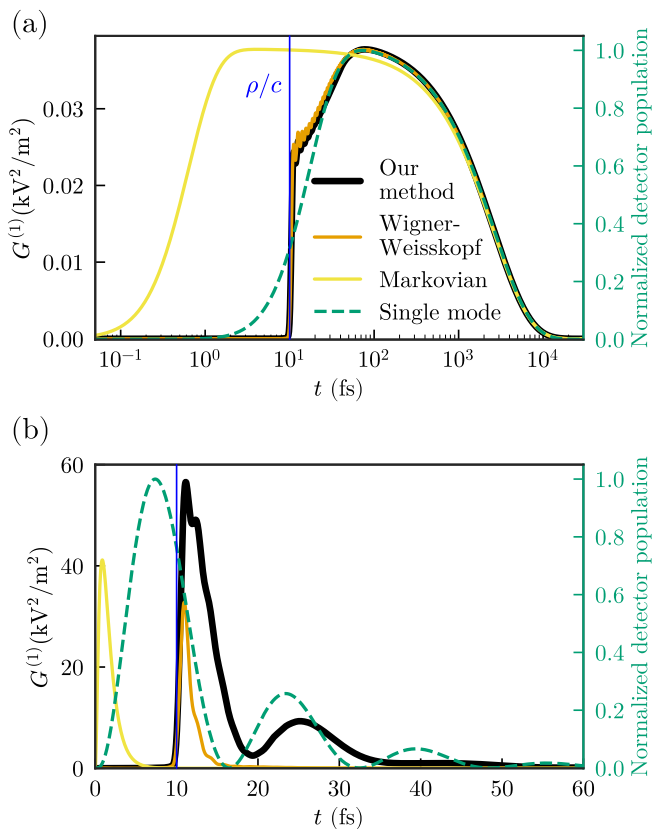 (a)
G(1)(kV2/m2)
0.03
0.02
0.01
0.00
ρ/c
Our
method
Wigner-
Weisskopf
Markovian
Single mode
1.0
0.8
0.6
0.4
0.2
0.0
Normalized detector population
10−1 100 101 102 103 104
t (fs)
(b)
G(1)(kV2/m2)
60
40
20
0
1.0
0.8
0.6
0.4
0.2
0.0
Normalized detector population
0 10 20 30 40 50 60
t (fs)